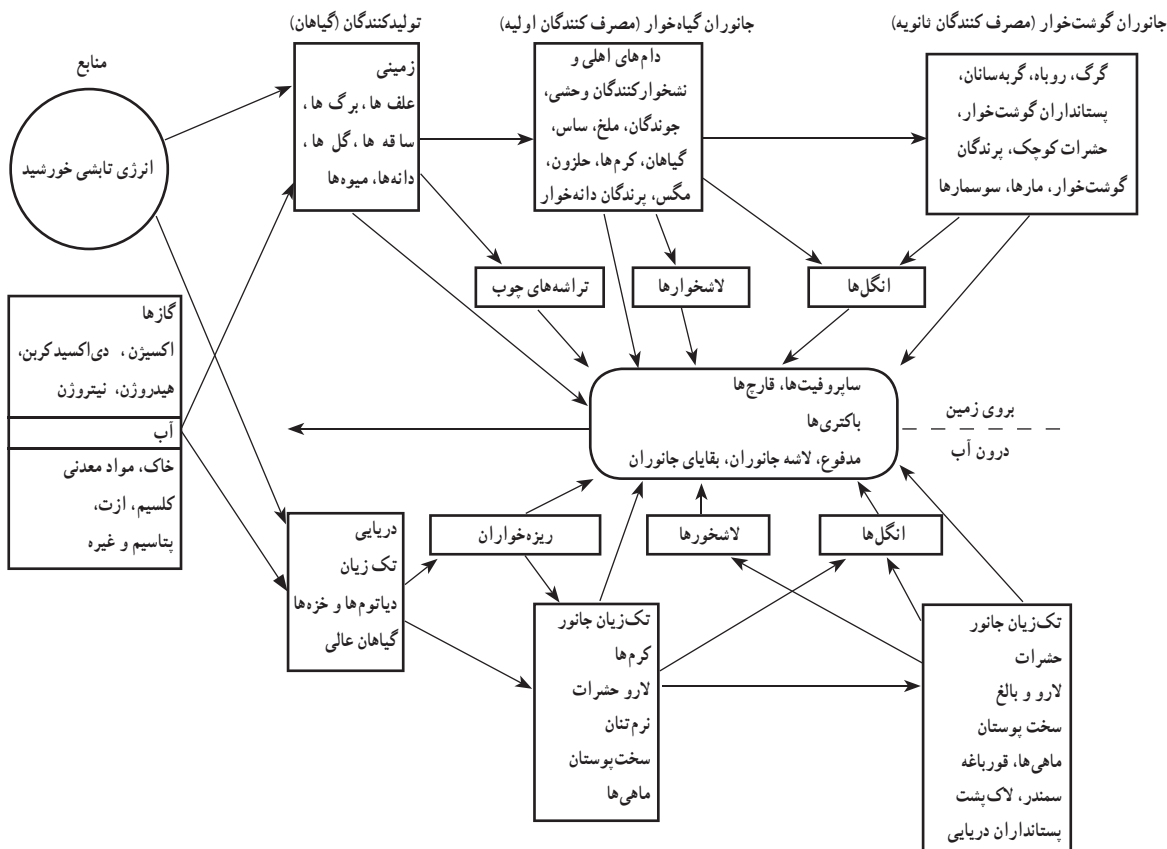 جانوران گوشت‌خوار (مصرف کنندگان ثانویه)
جانوران گیاه‌خوار (مصرف کنندگان اولیه)
تولیدکنندگان (گیاهان)
منابع
انرژی تابشی خورشید
زمینی
علف ها ، برگ ها ،
ساقه ها ، گل ها ،
دانه‌ها، میوه‌ها
دام‌های اهلی و
نشخوارکنندگان وحشی،
جوندگان، ملخ، ساس،
گیاهان، کرم‌ها، حلزون،
مگس، پرندگان دانه‌خوار
گرگ، روباه، گربه‌سانان،
پستانداران گوشت‌خوار،
حشرات کوچک، پرندگان
گوشت‌خوار، مارها، سوسمارها
تراشه‌های چوب
لاشخوارها
انگل‌ها
گازها
اکسیژن ، دی‌اکسیدکربن،
هیدروژن، نیتروژن
آب
خاک، مواد معدنی
کلسیم، ازت،
پتاسیم و غیره
ساپروفیت‌ها، قارچ‌ها
باکتری‌ها
مدفوع، لاشه جانوران، بقایای جانوران
بروی زمین
درون آب
ریزه‌خواران
لاشخورها
انگل‌ها
دریایی
تک زیان
دیاتوم‌ها و خزه‌ها
گیاهان عالی
تک‌زیان جانور
کرم‌ها
لارو حشرات
نرم‌تنان
سخت‌پوستان
ماهی‌ها
تک‌زیان جانور
حشرات
لارو و بالغ
سخت پوستان
ماهی‌ها، قورباغه
سمندر، لاک‌پشت
پستانداران دریایی